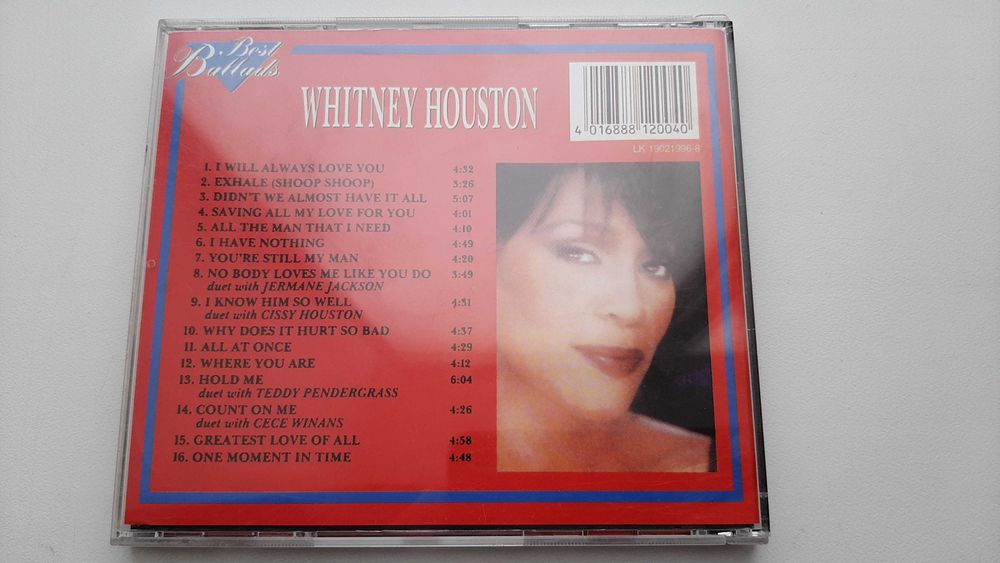 Best
Ballads
WHITNEY HOUSTON
4 016888 120040
LK 19021996-8
1. I WILL ALWAYS LOVE YOU 4:32
2. EXHALE (SHOOP SHOOP) 3:26
3. DIDN'T WE ALMOST HAVE IT ALL 5:07
4. SAVING ALL MY LOVE FOR YOU 4:01
5. ALL THE MAN THAT I NEED 4:10
6. I HAVE NOTHING 4:49
7. YOU'RE STILL MY MAN 4:20
8. NO BODY LOVES ME LIKE YOU DO 3:49
duet with JERMANE JACKSON
9. I KNOW HIM SO WELL 4:31
duet with CISSY HOUSTON
10. WHY DOES IT HURT SO BAD 4:37
11. ALL AT ONCE 4:29
12. WHERE YOU ARE 4:12
13. HOLD ME 6:04
duet with TEDDY PENDERGRASS
14. COUNT ON ME 4:26
duet with CECE WINANS
15. GREATEST LOVE OF ALL 4:58
16. ONE MOMENT IN TIME 4:48